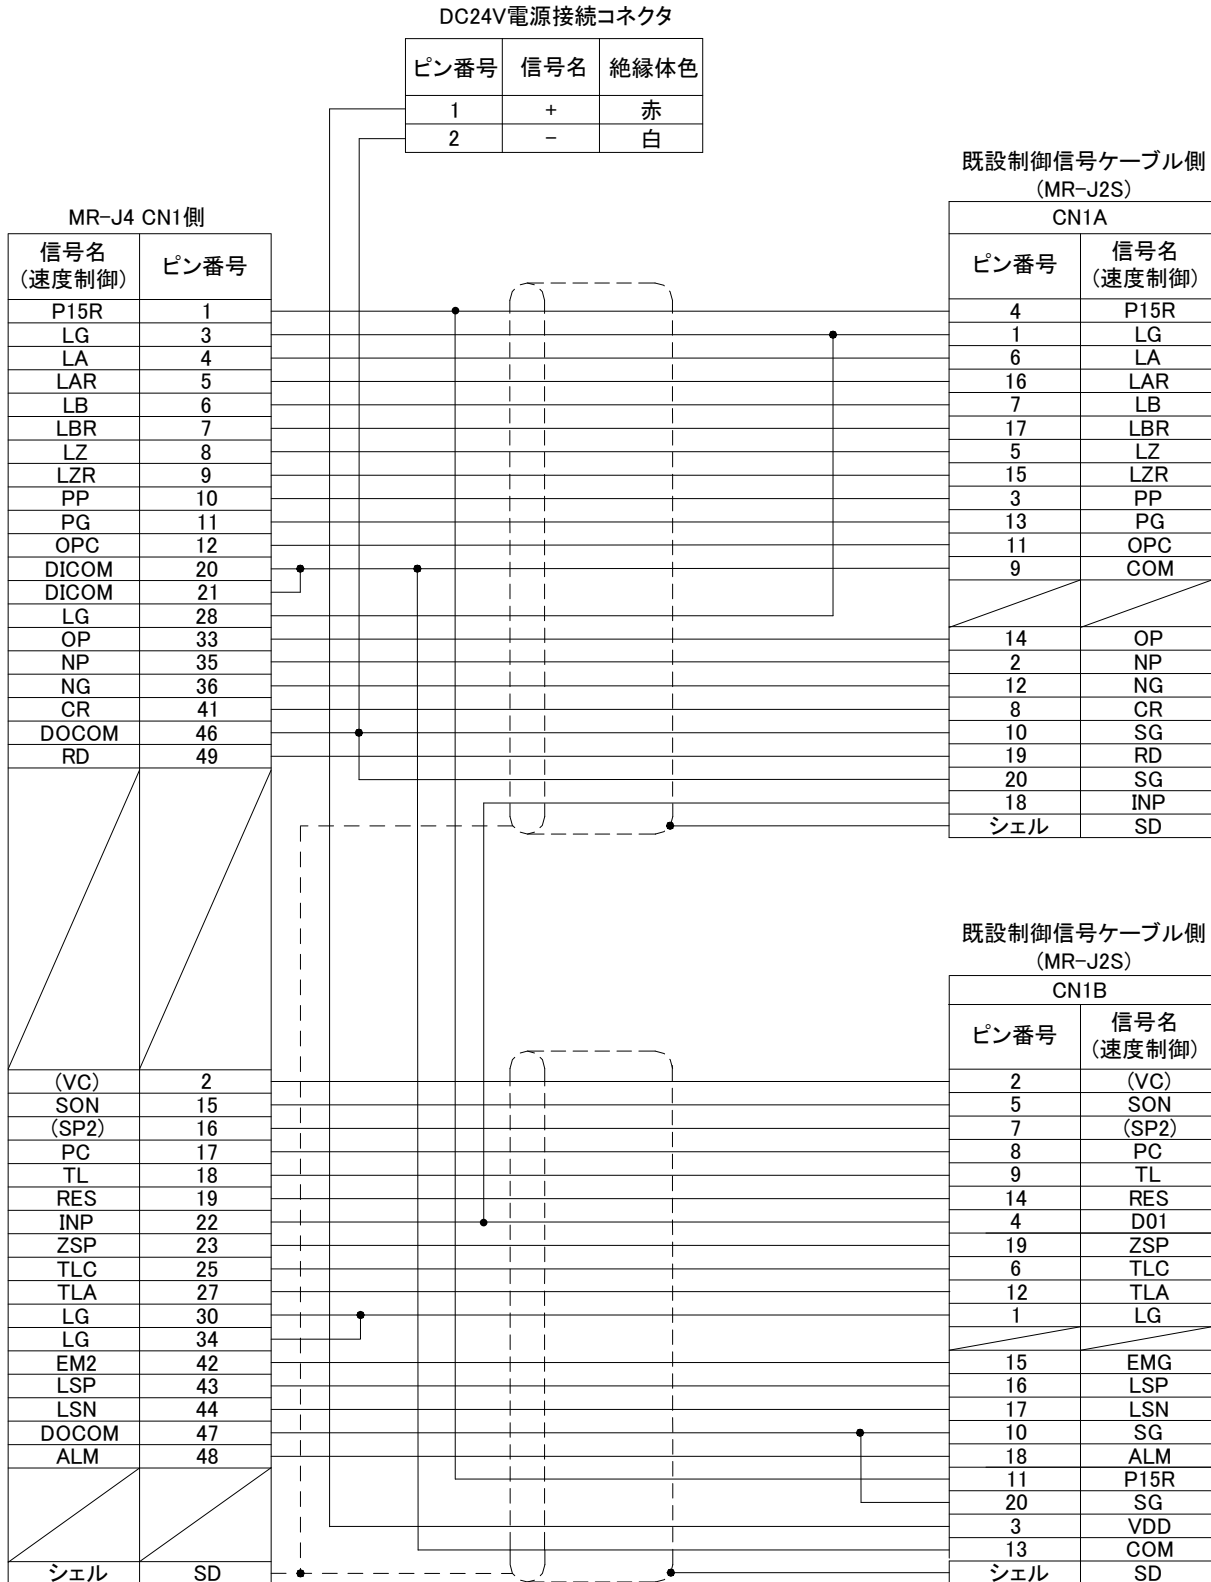 DC24V電源接続コネクタ
ピン番号 信号名 絶縁体色
1 + 赤
2 − 白
既設制御信号ケーブル側
(MR-J2S)
MR-J4 CN1側
CN1A
信号名
(速度制御) ピン番号
ピン番号 信号名
(速度制御)
P15R 1 4 P15R
LG 3 1 LG
LA 4 6 LA
LAR 5 16 LAR
LB 6 7 LB
LBR 7 17 LBR
LZ 8 5 LZ
LZR 9 15 LZR
PP 10 3 PP
PG 11 13 PG
OPC 12 11 OPC
DICOM 20 9 COM
DICOM 21
LG 28
OP 33 14 OP
NP 35 2 NP
NG 36 12 NG
CR 41 8 CR
DOCOM 46 10 SG
RD 49 19 RD
20 SG
18 INP
シェル SD
既設制御信号ケーブル側
(MR-J2S)
CN1B
ピン番号 信号名
(速度制御)
(VC) 2 2 (VC)
SON 15 5 SON
(SP2) 16 7 (SP2)
PC 17 8 PC
TL 18 9 TL
RES 19 14 RES
INP 22 4 D01
ZSP 23 19 ZSP
TLC 25 6 TLC
TLA 27 12 TLA
LG 30 1 LG
LG 34
EM2 42 15 EMG
LSP 43 16 LSP
LSN 44 17 LSN
DOCOM 47 10 SG
ALM 48 18 ALM
11 P15R
20 SG
3 VDD
13 COM
シェル SD シェル SD